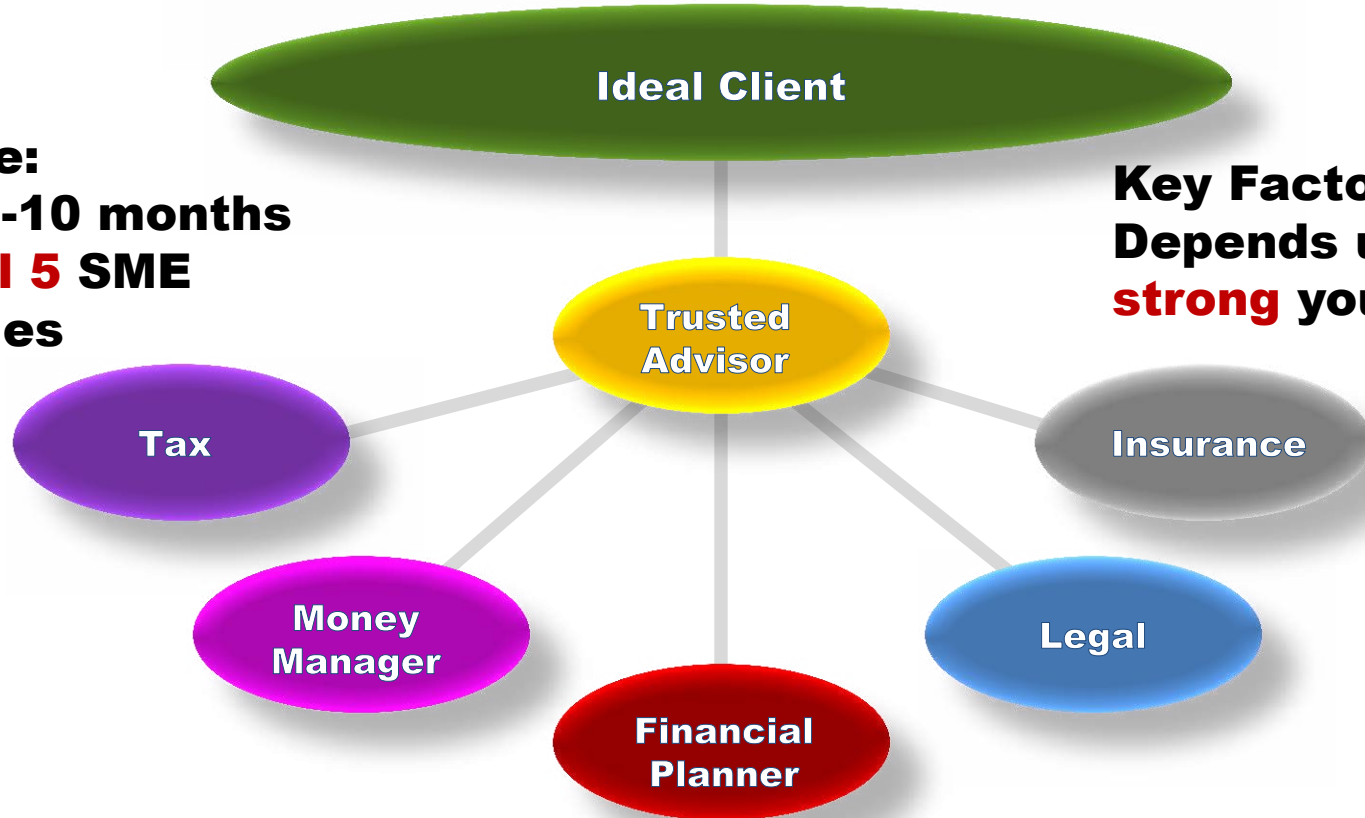 Ideal Client
e:
-10 months
l 5 SME
es
Key Facto
Depends u
strong you
Trusted
Advisor
Tax
Insurance
Money
Manager
Legal
Financial
Planner